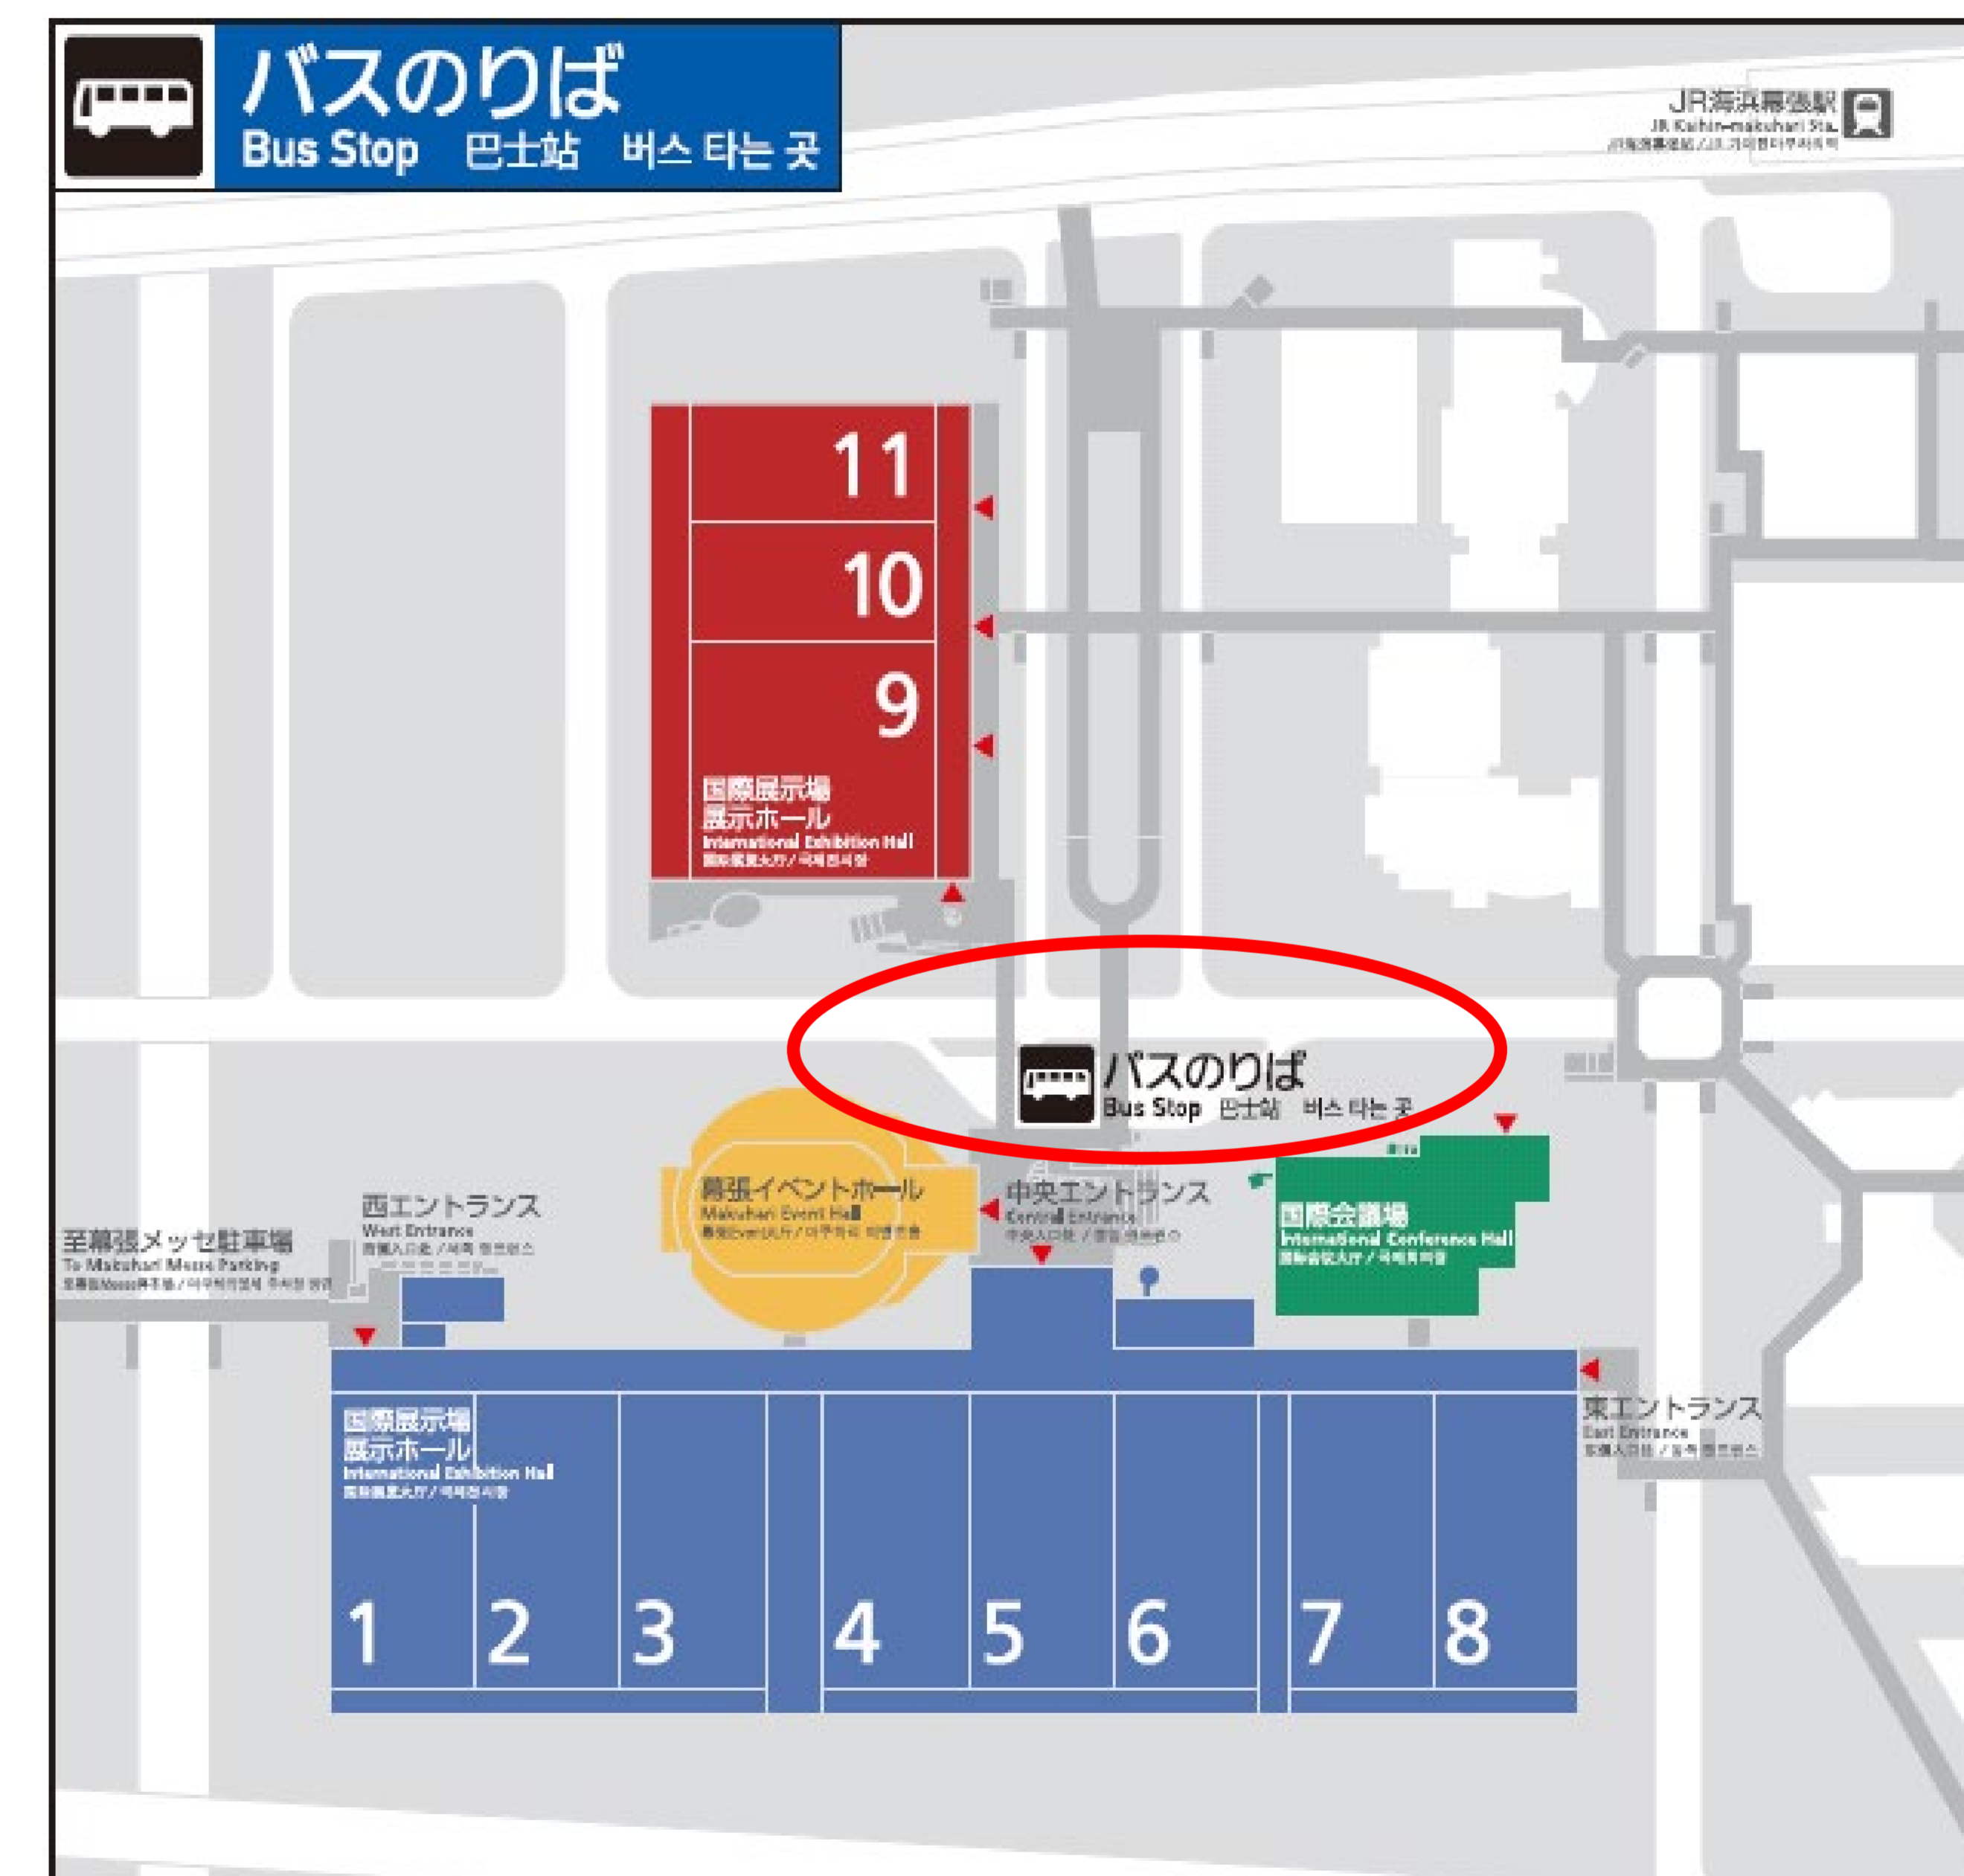 バスのりば
Bus Stop 巴士站 버스 타는 곳
JR海浜幕張駅
JR Kaihin-makuhari Sta.
11
10
9
国際展示場
展示ホール
International Exhibition Hall
バスのりば
Bus Stop 巴士站 버스 타는 곳
幕張イベントホール
Makuhari Event Hall
中央エントランス
Central Entrance
国際会議場
International Conference Hall
西エントランス
West Entrance
至幕張メッセ駐車場
To Makuhari Messe Parking
東エントランス
East Entrance
国際展示場
展示ホール
International Exhibition Hall
1 2 3 4 5 6 7 8